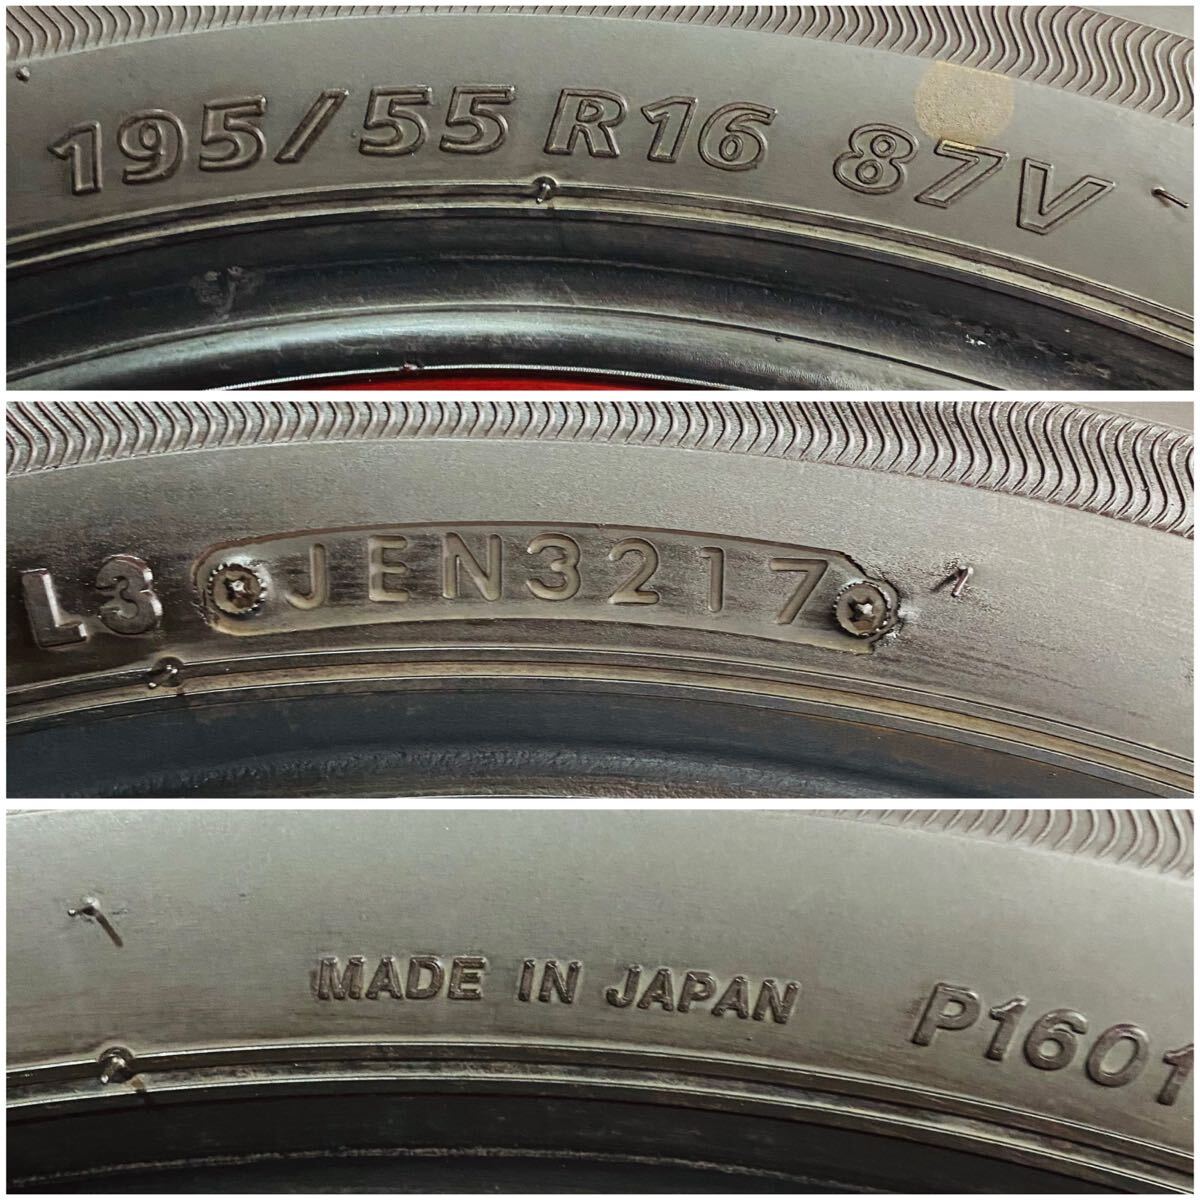 195/55 R16 87V
L3 JEN3217
MADE IN JAPAN P1601